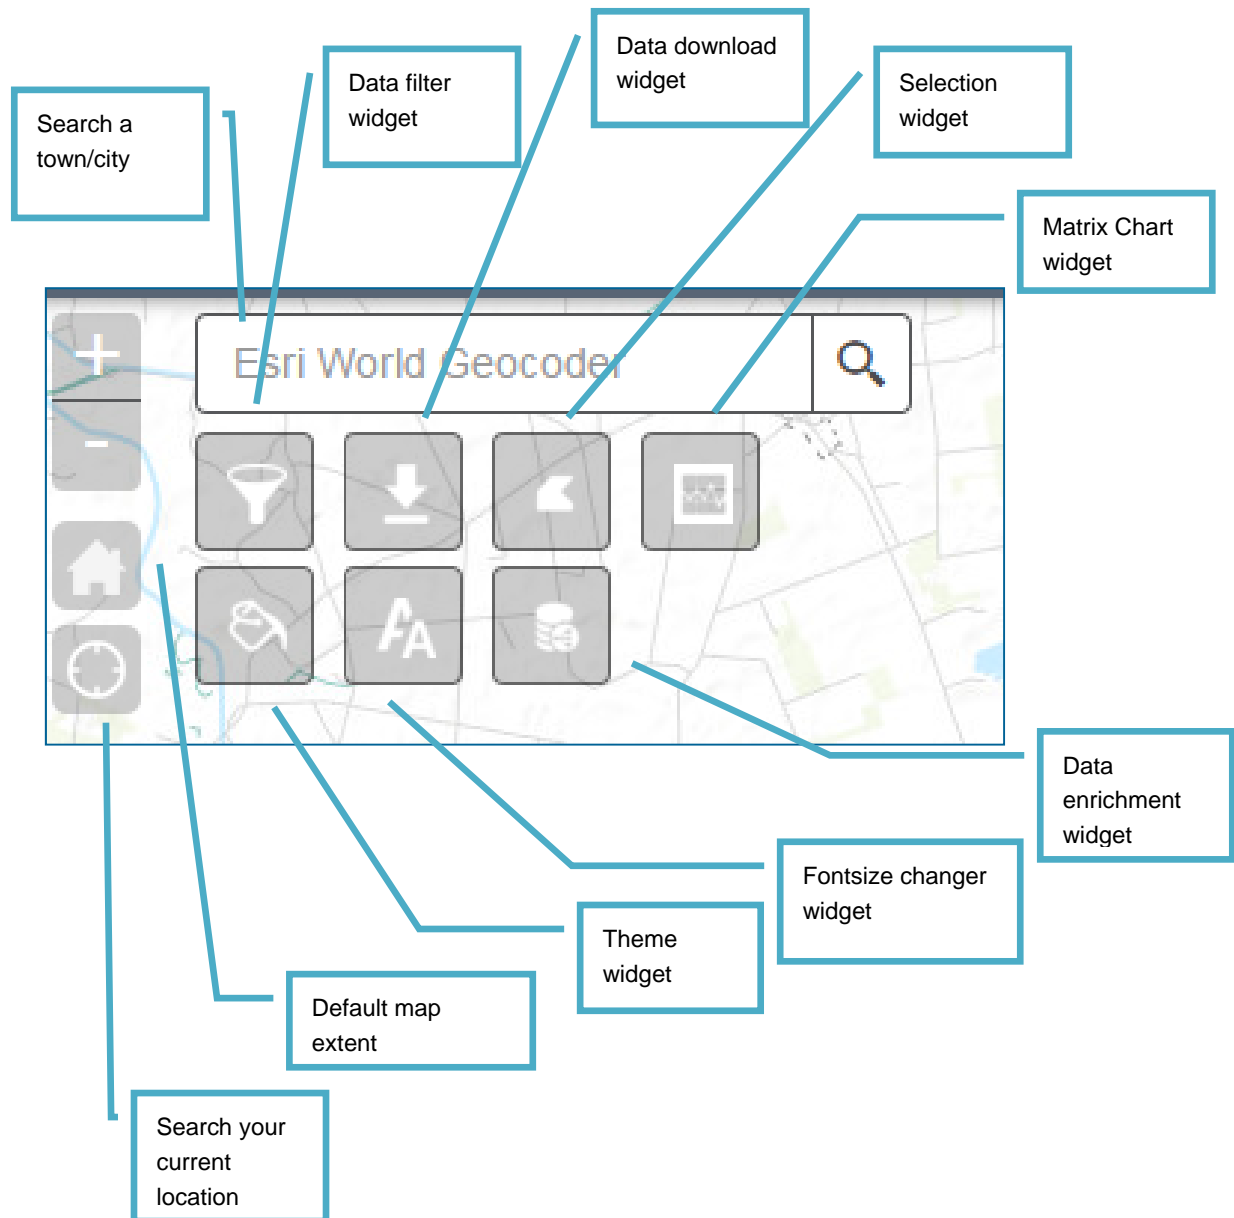 Data download
widget
Data filter
widget
Selection
widget
Search a
town/city
Matrix Chart
widget
+
Esri World Geocoder
-
AA
Data
enrichment
widget
Fontsize changer
widget
Theme
widget
Default map
extent
Search your
current
location